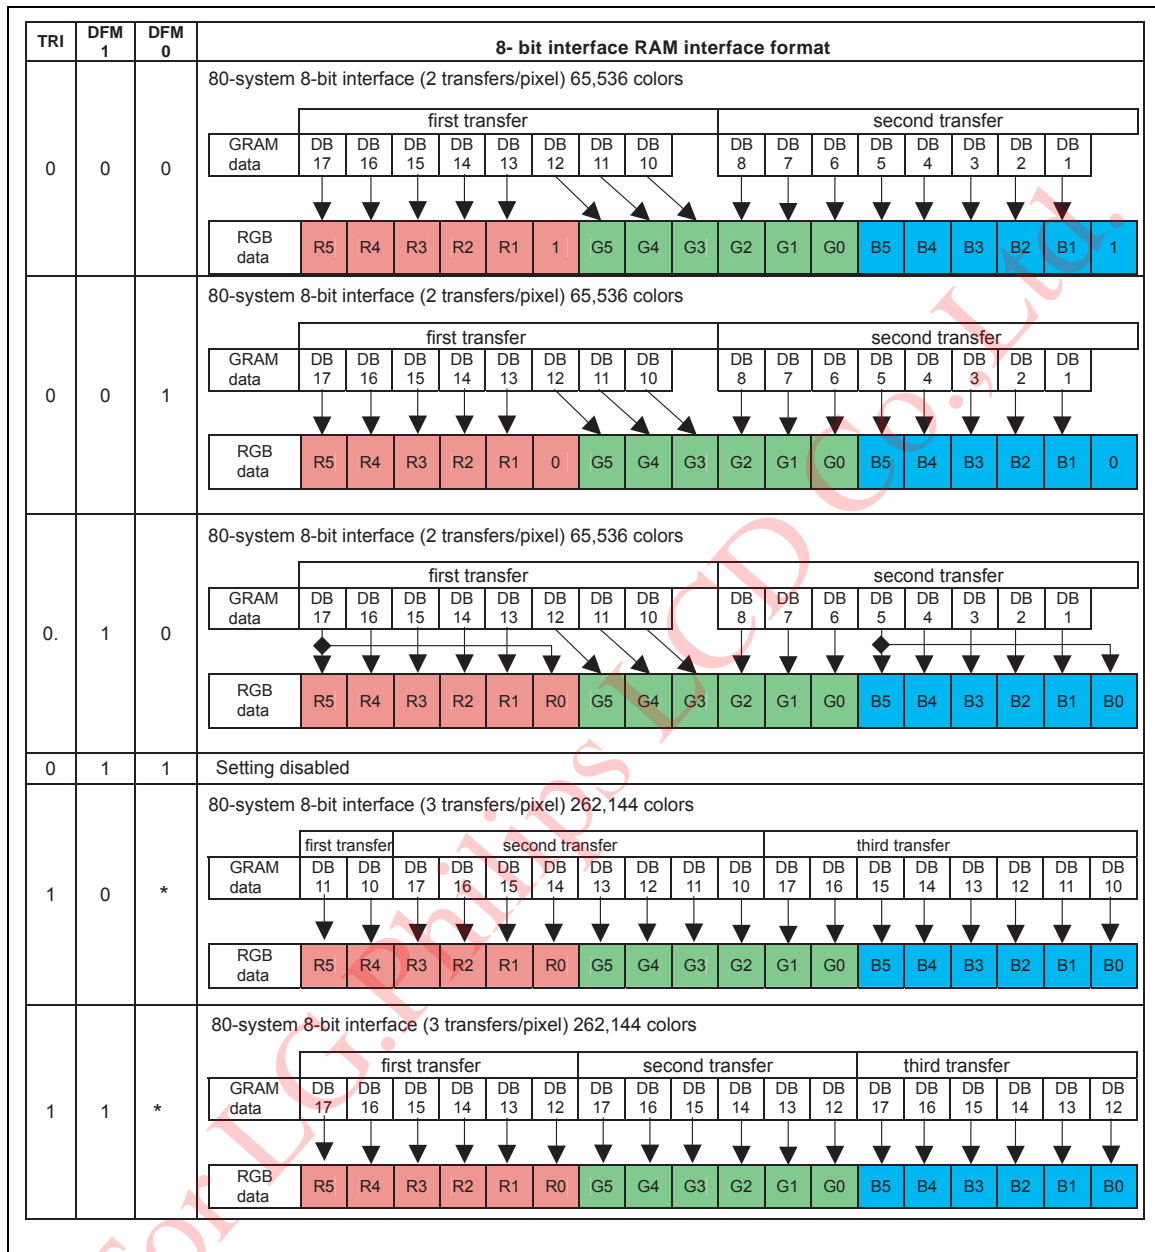 TRI DFM 1 DFM 0 8- bit interface RAM interface format
80-system 8-bit interface (2 transfers/pixel) 65,536 colors
first transfer second transfer
GRAM data DB 17 DB 16 DB 15 DB 14 DB 13 DB 12 DB 11 DB 10 DB 8 DB 7 DB 6 DB 5 DB 4 DB 3 DB 2 DB 1
0 0 0
RGB data R5 R4 R3 R2 R1 1 G5 G4 G3 G2 G1 G0 B5 B4 B3 B2 B1 1
80-system 8-bit interface (2 transfers/pixel) 65,536 colors
first transfer second transfer
GRAM data DB 17 DB 16 DB 15 DB 14 DB 13 DB 12 DB 11 DB 10 DB 8 DB 7 DB 6 DB 5 DB 4 DB 3 DB 2 DB 1
0 0 1
RGB data R5 R4 R3 R2 R1 0 G5 G4 G3 G2 G1 G0 B5 B4 B3 B2 B1 0
80-system 8-bit interface (2 transfers/pixel) 65,536 colors
first transfer second transfer
GRAM data DB 17 DB 16 DB 15 DB 14 DB 13 DB 12 DB 11 DB 10 DB 8 DB 7 DB 6 DB 5 DB 4 DB 3 DB 2 DB 1
0. 1 0
RGB data R5 R4 R3 R2 R1 R0 G5 G4 G3 G2 G1 G0 B5 B4 B3 B2 B1 B0
0 1 1 Setting disabled
80-system 8-bit interface (3 transfers/pixel) 262,144 colors
first transfer second transfer third transfer
GRAM data DB 11 DB 10 DB 17 DB 16 DB 15 DB 14 DB 13 DB 12 DB 11 DB 10 DB 17 DB 16 DB 15 DB 14 DB 13 DB 12 DB 11 DB 10
1 0 *
RGB data R5 R4 R3 R2 R1 R0 G5 G4 G3 G2 G1 G0 B5 B4 B3 B2 B1 B0
80-system 8-bit interface (3 transfers/pixel) 262,144 colors
first transfer second transfer third transfer
GRAM data DB 17 DB 16 DB 15 DB 14 DB 13 DB 12 DB 17 DB 16 DB 15 DB 14 DB 13 DB 12 DB 17 DB 16 DB 15 DB 14 DB 13 DB 12
1 1 *
RGB data R5 R4 R3 R2 R1 R0 G5 G4 G3 G2 G1 G0 B5 B4 B3 B2 B1 B0
For LG.Philips LCD Co.,Ltd.